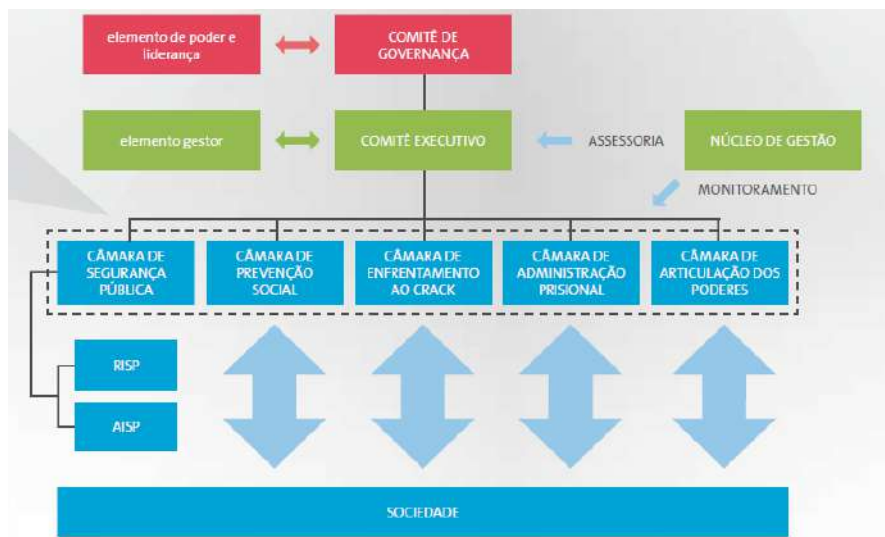 elemento de poder e
liderança
COMITÊ DE
GOVERNANÇA
elemento gestor
COMITÊ EXECUTIVO
ASSESSORIA
NÚCLEO DE GESTÃO
MONITORAMENTO
CÂMARA DE
SEGURANÇA
PÚBLICA
CÂMARA DE
PREVENÇÃO
SOCIAL
CÂMARA DE
ENFRENTAMENTO
AO CRACK
CÂMARA DE
ADMINISTRAÇÃO
PRISIONAL
CÂMARA DE
ARTICULAÇÃO DOS
PODERES
RISP
AISP
SOCIEDADE